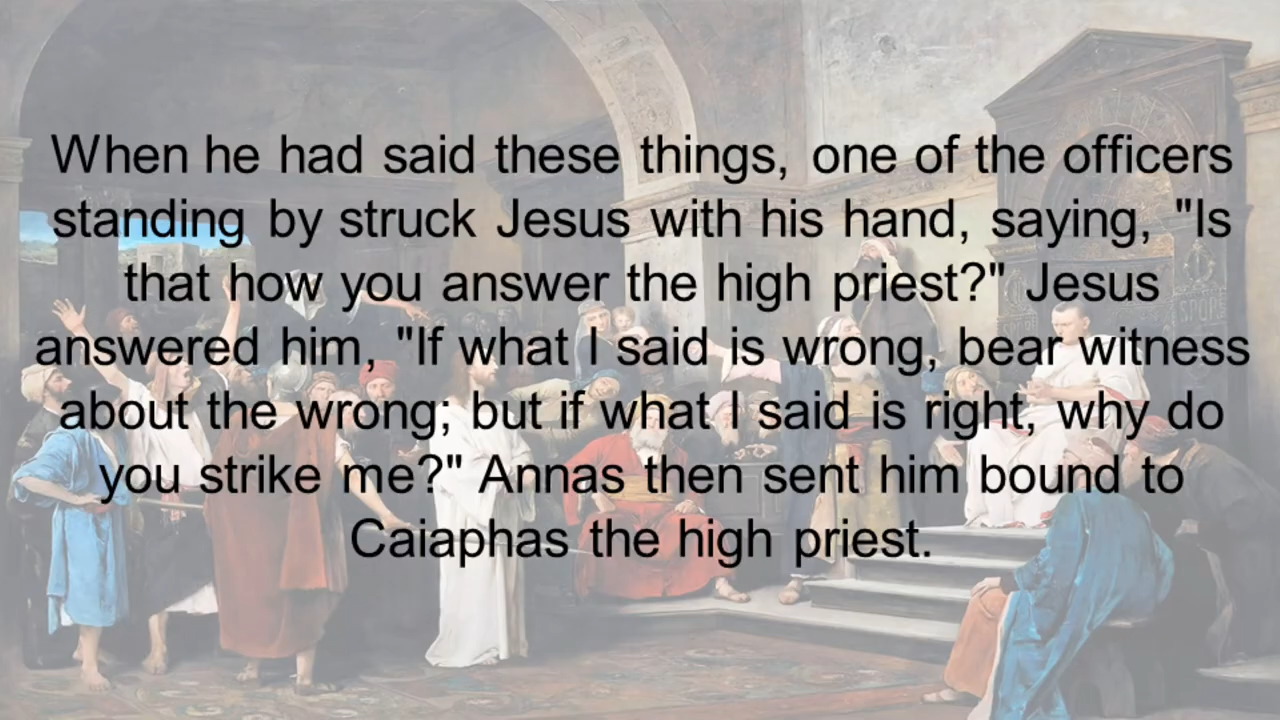 When he had said these things, one of the officers
standing by struck Jesus with his hand, saying, "Is
that how you answer the high priest?" Jesus
answered him, "If what I said is wrong, bear witness
about the wrong; but if what I said is right, why do
you strike me?" Annas then sent him bound to
Caiaphas the high priest.